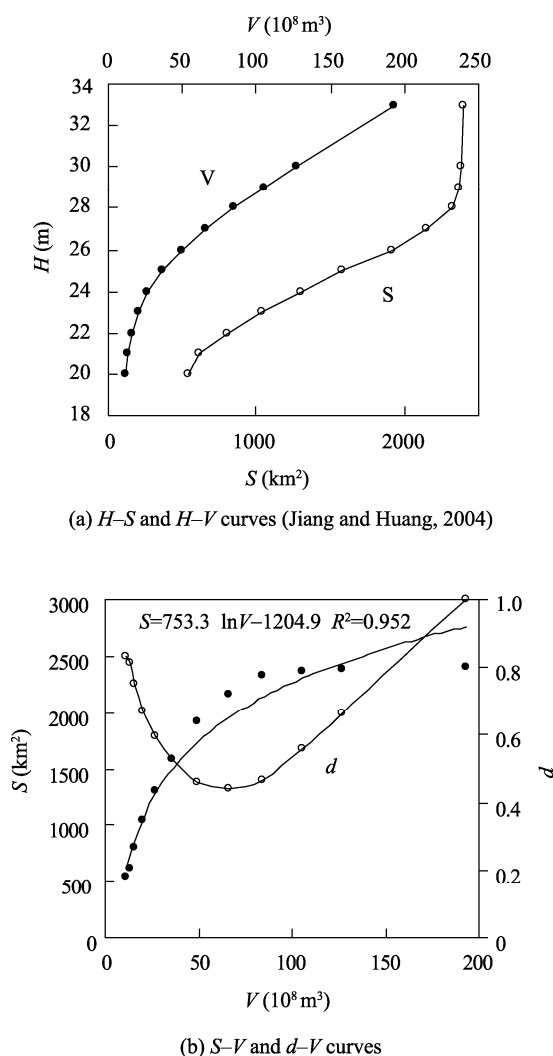 V (10⁸ m³)
0 50 100 150 200 250
33
30
28
26
24
22
20
18
H (m)
V
S
0 1000 2000
S (km²)
(a) H–S and H–V curves (Jiang and Huang, 2004)
S=753.3 lnV−1204.9 R²=0.952
3000
2500
2000
1500
1000
500
0
S (km²)
d
1.0
0.8
0.6
0.4
0.2
0
d
0 50 100 150 200
V (10⁸ m³)
(b) S–V and d–V curves